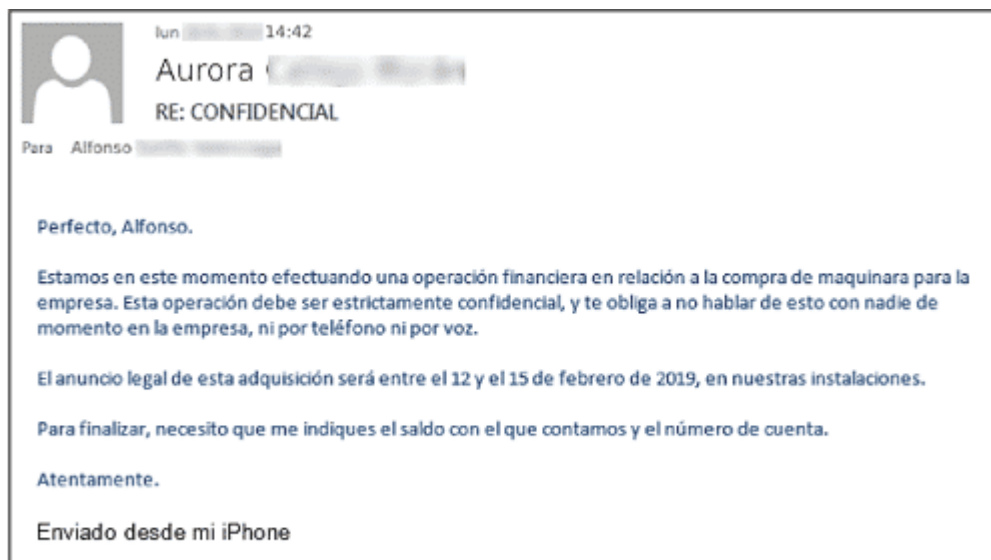 lun 14:42
Aurora
RE: CONFIDENCIAL
Para Alfonso
Perfecto, Alfonso.
Estamos en este momento efectuando una operación financiera en relación a la compra de maquinara para la
empresa. Esta operación debe ser estrictamente confidencial, y te obliga a no hablar de esto con nadie de
momento en la empresa, ni por teléfono ni por voz.
El anuncio legal de esta adquisición será entre el 12 y el 15 de febrero de 2019, en nuestras instalaciones.
Para finalizar, necesito que me indiques el saldo con el que contamos y el número de cuenta.
Atentamente.
Enviado desde mi iPhone